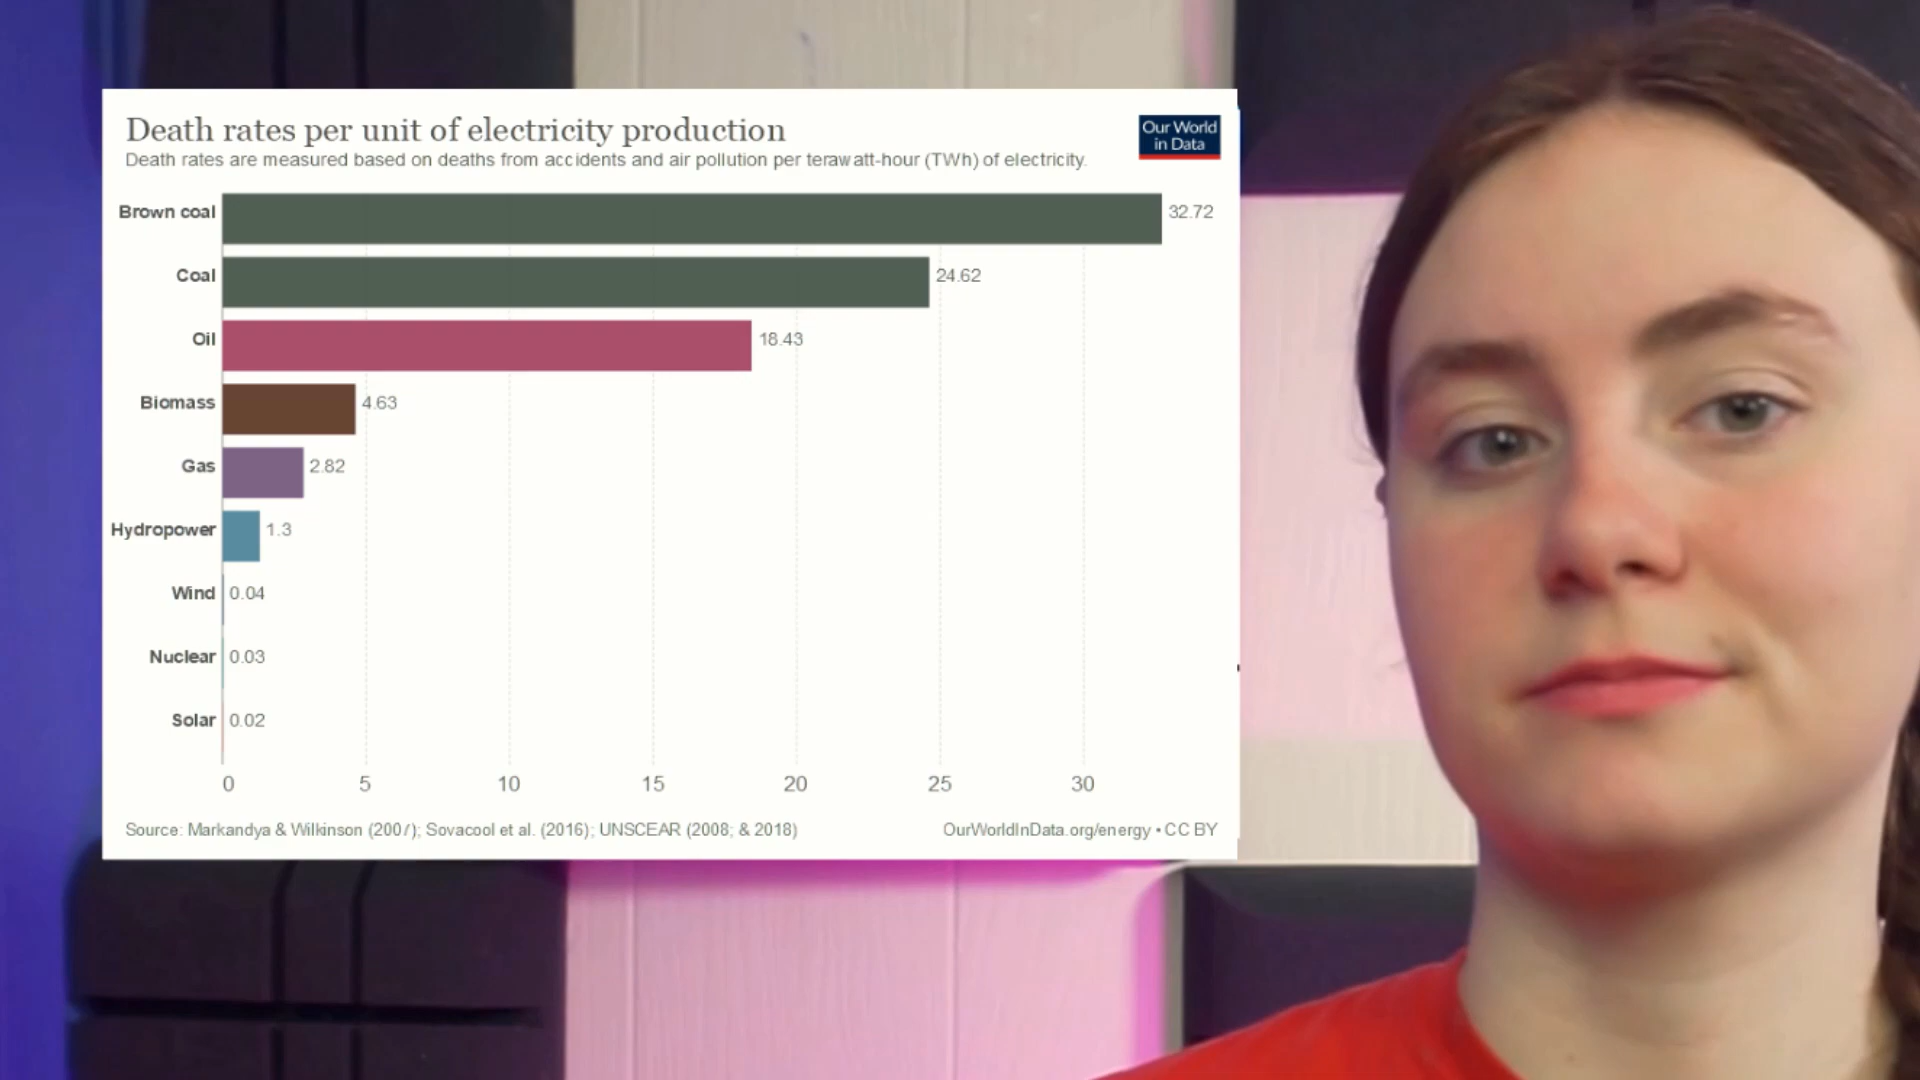 Death rates per unit of electricity production
Our World
in Data
Death rates are measured based on deaths from accidents and air pollution per terawatt-hour (TWh) of electricity.
Brown coal 32.72
Coal 24.62
Oil 18.43
Biomass 4.63
Gas 2.82
Hydropower 1.3
Wind 0.04
Nuclear 0.03
Solar 0.02
0 5 10 15 20 25 30
Source: Markandya & Wilkinson (2007); Sovacool et al. (2016); UNSCEAR (2008; & 2018)
OurWorldInData.org/energy • CC BY